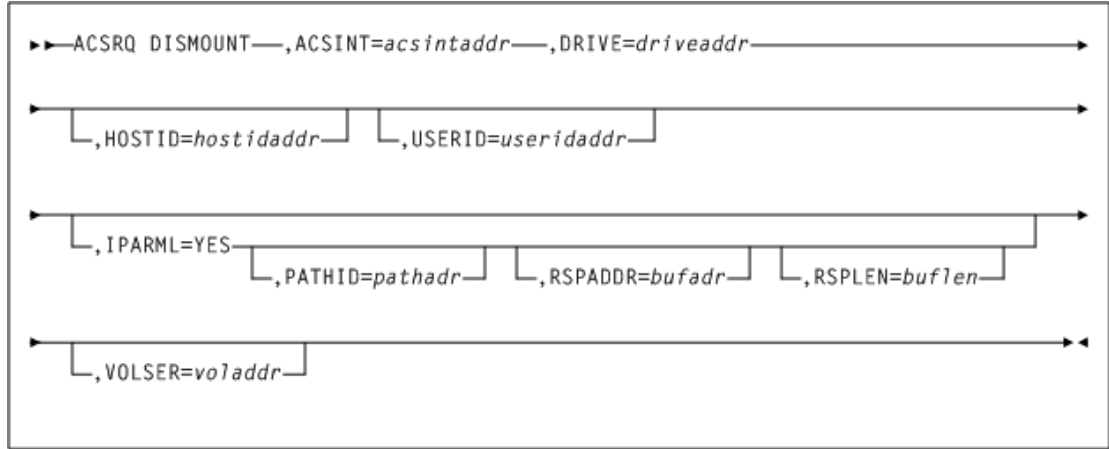 ACSRQ DISMOUNT ,ACSINT=acsintaddr ,DRIVE=driveaddr
,HOSTID=hostidaddr ,USERID=useridaddr
,IPARML=YES
,PATHID=pathadr ,RSPADDR=bufadr ,RSPLEN=buflen
,VOLSER=voladdr